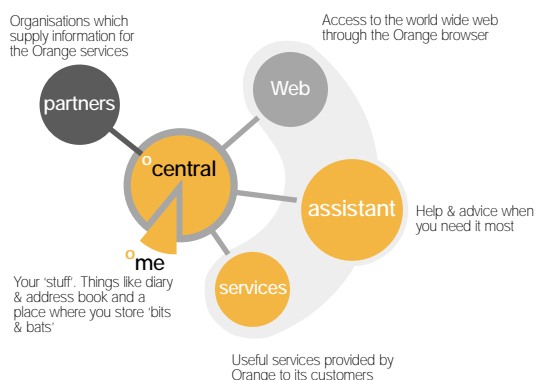 Organisations which
supply information for
the Orange services
Access to the world wide web
through the Orange browser
partners
Web
°central
assistant
Help & advice when
you need it most
°me
Your ‘stuff’. Things like diary
& address book and a
place where you store ‘bits
& bats’
services
Useful services provided by
Orange to its customers